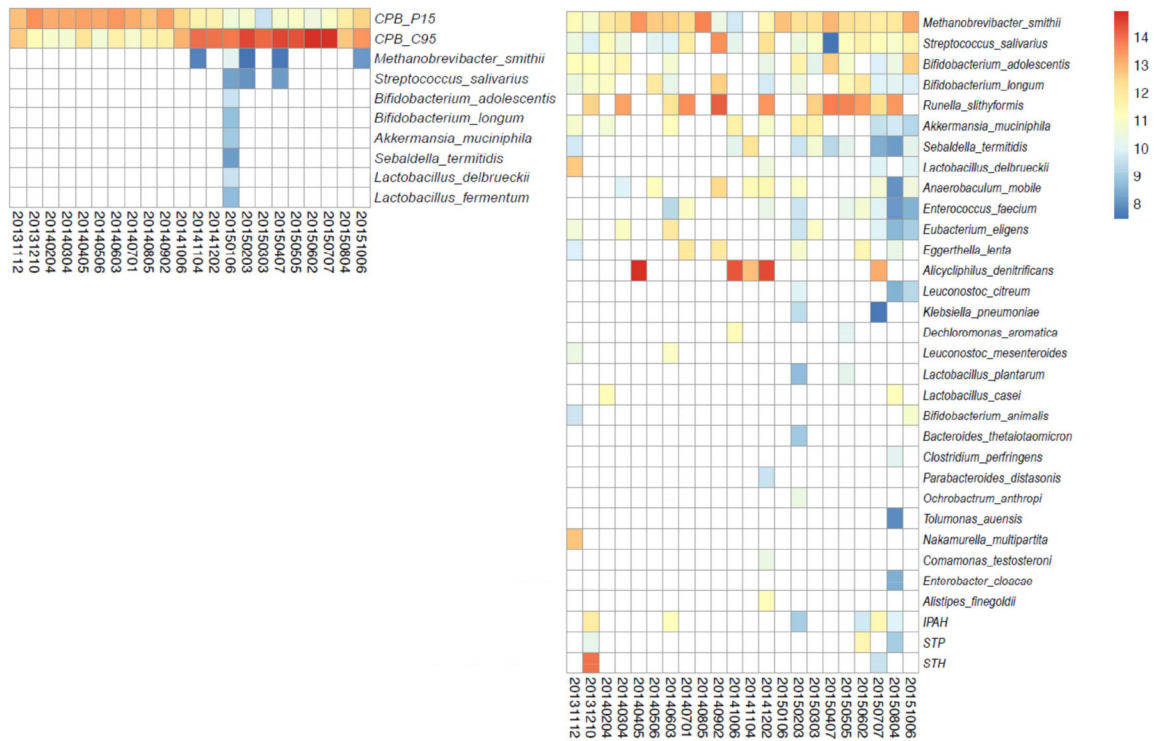 CPB_P15
CPB_C95
Methanobrevibacter_smithii
Streptococcus_salivarius
Bifidobacterium_adolescentis
Bifidobacterium_longum
Akkermansia_muciniphila
Sebaldella_termitidis
Lactobacillus_delbrueckii
Lactobacillus_fermentum
20131112
20131210
20140204
20140304
20140405
20140506
20140603
20140701
20140805
20140902
20141006
20141104
20141202
20150106
20150203
20150303
20150407
20150505
20150602
20150707
20150804
20151006
Methanobrevibacter_smithii
Streptococcus_salivarius
Bifidobacterium_adolescentis
Bifidobacterium_longum
Runella_slithyformis
Akkermansia_muciniphila
Sebaldella_termitidis
Lactobacillus_delbrueckii
Anaerobaculum_mobile
Enterococcus_faecium
Eubacterium_eligens
Eggerthella_lenta
Alicycliphilus_denitrificans
Leuconostoc_citreum
Klebsiella_pneumoniae
Dechloromonas_aromatica
Leuconostoc_mesenteroides
Lactobacillus_plantarum
Lactobacillus_casei
Bifidobacterium_animalis
Bacteroides_thetaiotaomicron
Clostridium_perfringens
Parabacteroides_distasonis
Ochrobactrum_anthropi
Tolumonas_auensis
Nakamurella_multipartita
Comamonas_testosteroni
Enterobacter_cloacae
Alistipes_finegoldii
IPAH
STP
STH
20131112
20131210
20140204
20140304
20140405
20140506
20140603
20140701
20140805
20140902
20141006
20141104
20141202
20150106
20150203
20150303
20150407
20150505
20150602
20150707
20150804
20151006
14
13
12
11
10
9
8